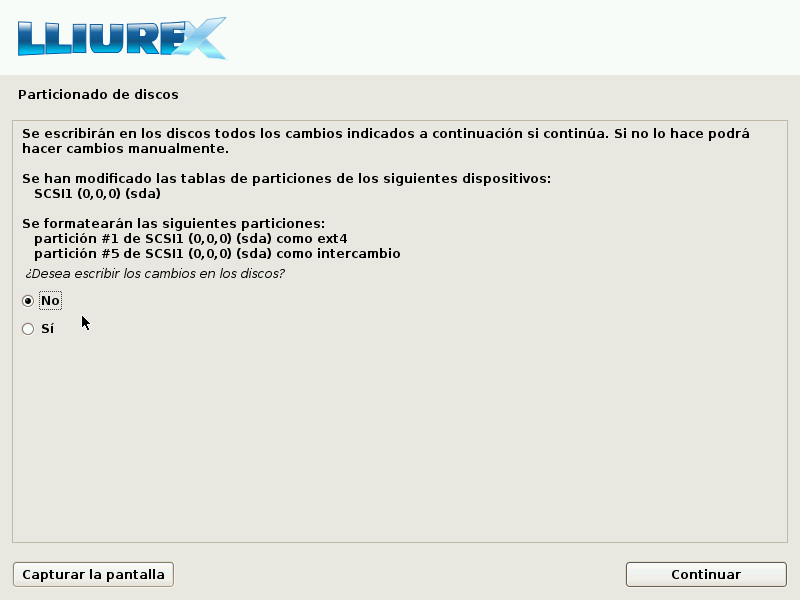 LLIUREX
Particionado de discos
Se escribirán en los discos todos los cambios indicados a continuación si continúa. Si no lo hace podrá
hacer cambios manualmente.
Se han modificado las tablas de particiones de los siguientes dispositivos:
SCSI1 (0,0,0) (sda)
Se formatearán las siguientes particiones:
partición #1 de SCSI1 (0,0,0) (sda) como ext4
partición #5 de SCSI1 (0,0,0) (sda) como intercambio
¿Desea escribir los cambios en los discos?
No
Sí
Capturar la pantalla
Continuar